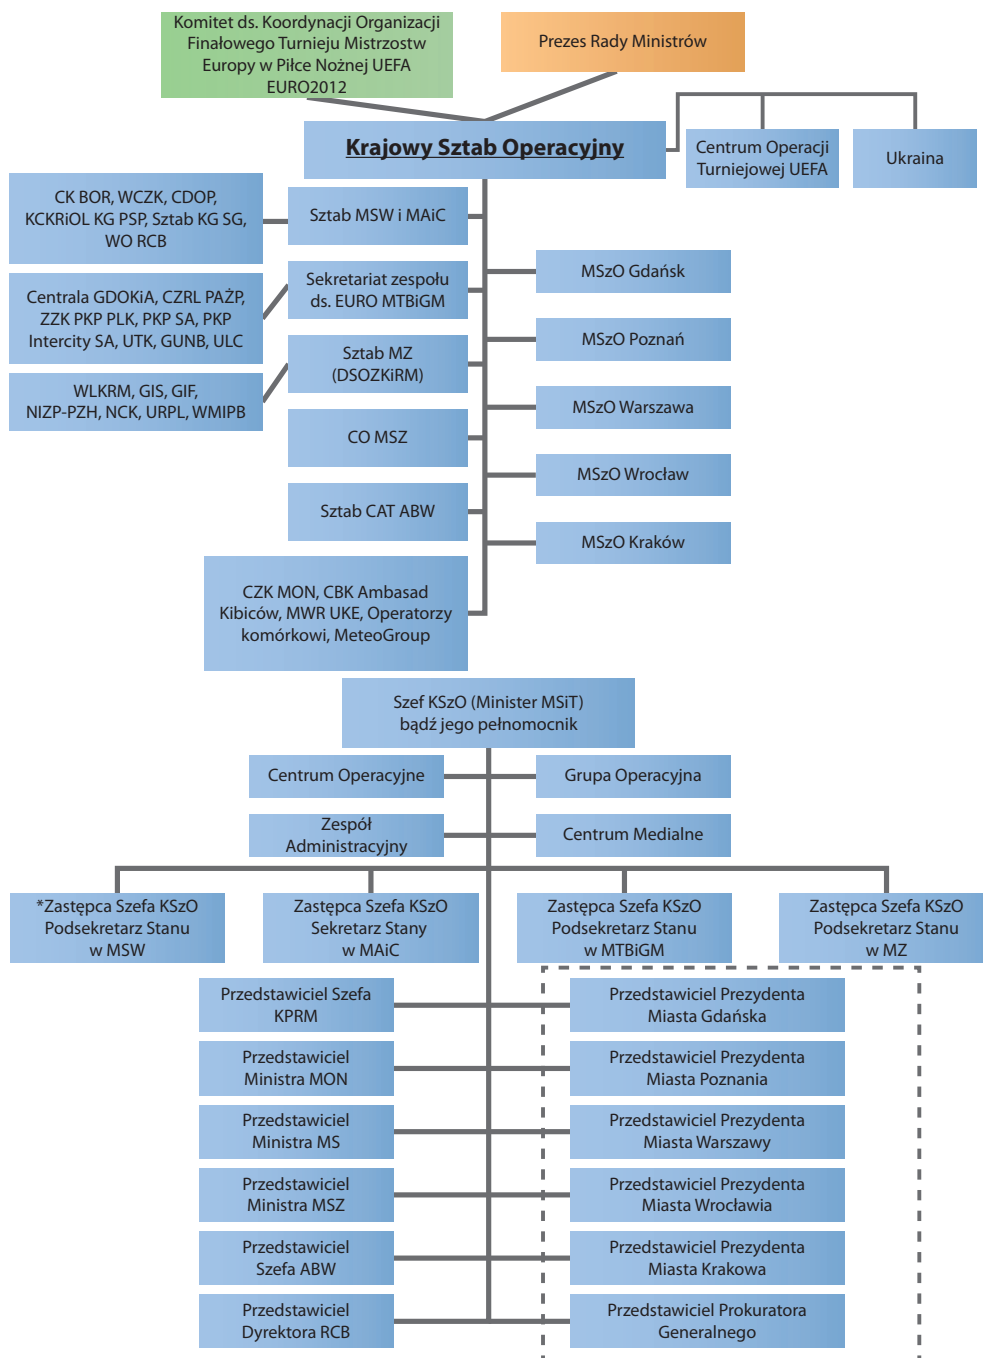 Komitet ds. Koordynacji Organizacji
Finałowego Turnieju Mistrzostw
Europy w Piłce Nożnej UEFA
EURO2012
Prezes Rady Ministrów
Krajowy Sztab Operacyjny
Centrum Operacji
Turniejowej UEFA
Ukraina
CK BOR, WCZK, CDOP,
KCKRiOL KG PSP, Sztab KG SG,
WO RCB
Sztab MSW i MAiC
Centrala GDOKiA, CZRL PAŻP,
ZZK PKP PLK, PKP SA, PKP
Intercity SA, UTK, GUNB, ULC
Sekretariat zespołu
ds. EURO MTBiGM
WLKRM, GIS, GIF,
NIZP-PZH, NCK, URPL, WMIPB
Sztab MZ
(DSOZKiRM)
CO MSZ
Sztab CAT ABW
CZK MON, CBK Ambasad
Kibiców, MWR UKE, Operatorzy
komórkowi, MeteoGroup
MSzO Gdańsk
MSzO Poznań
MSzO Warszawa
MSzO Wrocław
MSzO Kraków
Szef KSzO (Minister MSiT)
bądź jego pełnomocnik
Centrum Operacyjne
Grupa Operacyjna
Zespół
Administracyjny
Centrum Medialne
*Zastępca Szefa KSzO
Podsekretarz Stanu
w MSW
Zastępca Szefa KSzO
Sekretarz Stany
w MAiC
Zastępca Szefa KSzO
Podsekretarz Stanu
w MTBiGM
Zastępca Szefa KSzO
Podsekretarz Stanu
w MZ
Przedstawiciel Szefa
KPRM
Przedstawiciel Prezydenta
Miasta Gdańska
Przedstawiciel
Ministra MON
Przedstawiciel Prezydenta
Miasta Poznania
Przedstawiciel
Ministra MS
Przedstawiciel Prezydenta
Miasta Warszawy
Przedstawiciel
Ministra MSZ
Przedstawiciel Prezydenta
Miasta Wrocławia
Przedstawiciel
Szefa ABW
Przedstawiciel Prezydenta
Miasta Krakowa
Przedstawiciel
Dyrektora RCB
Przedstawiciel Prokuratora
Generalnego